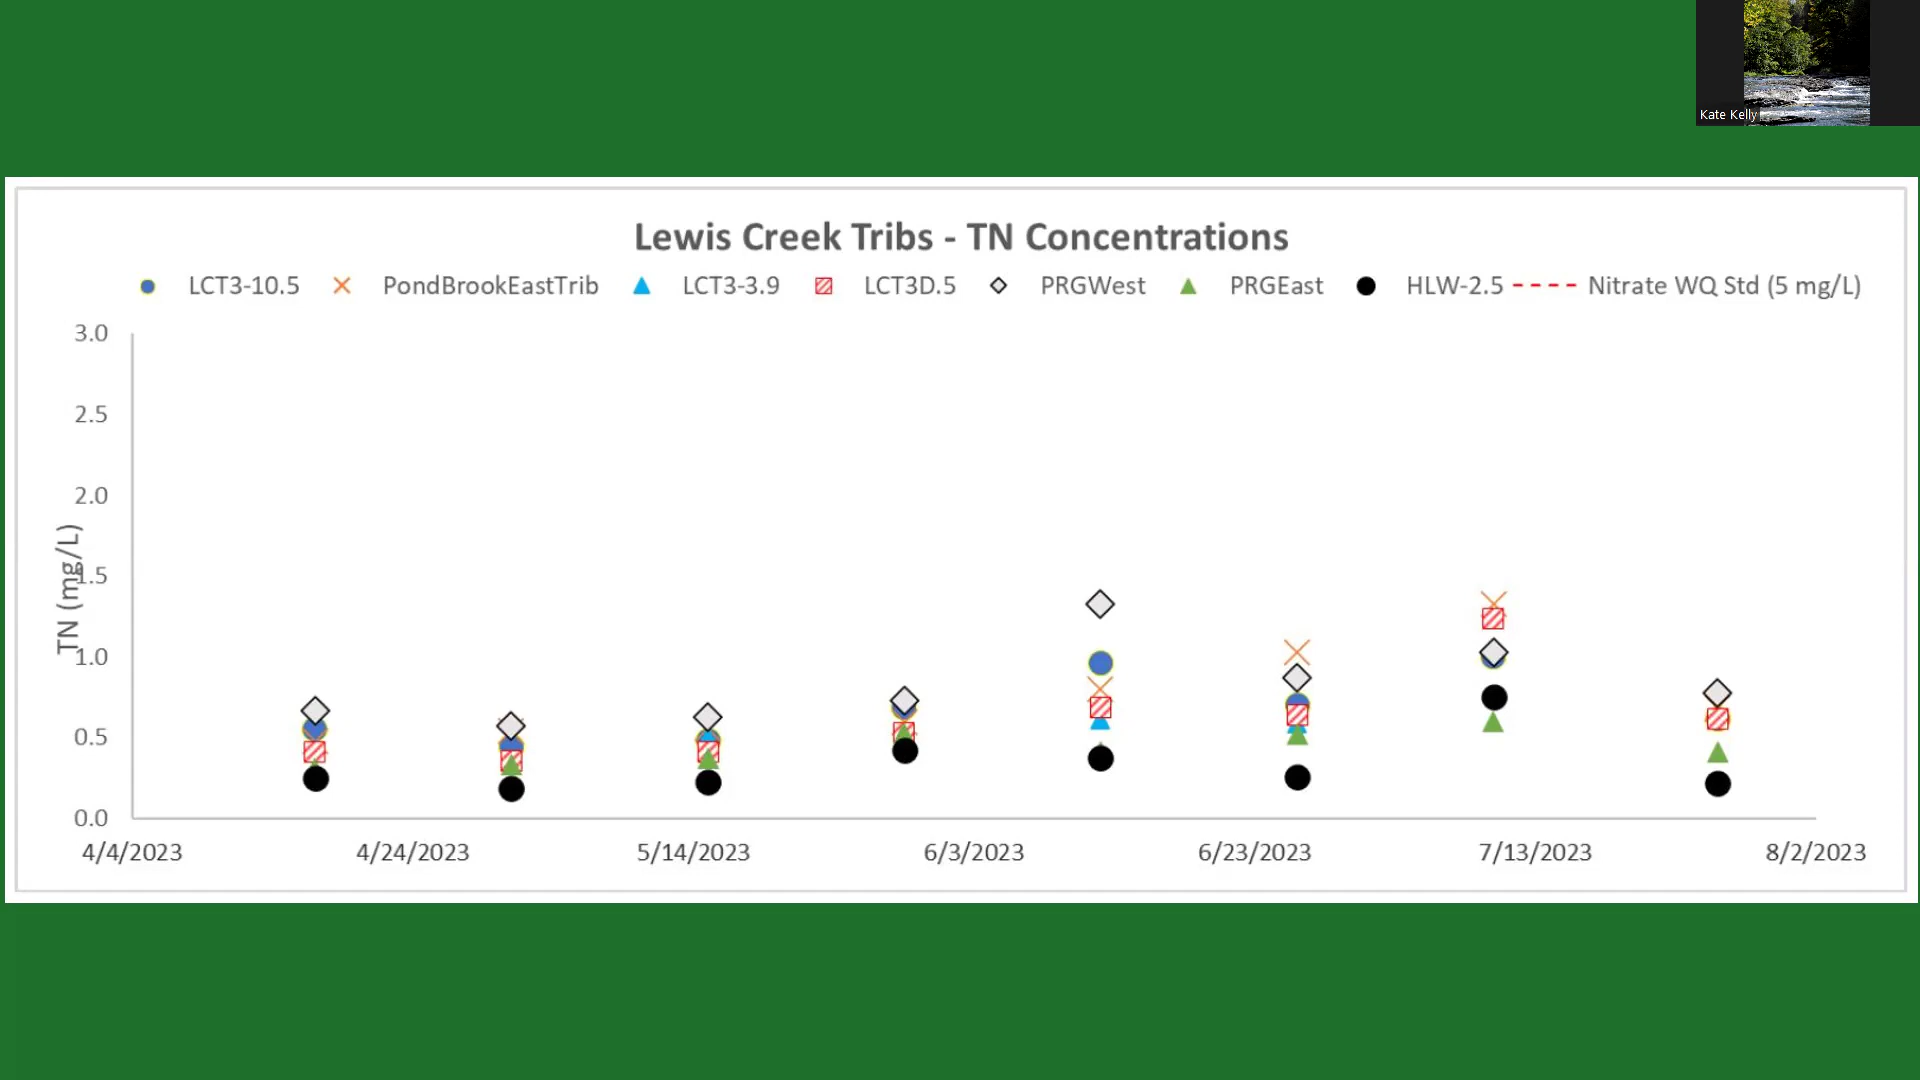 Kate Kelly
Lewis Creek Tribs - TN Concentrations
LCT3-10.5 PondBrookEastTrib LCT3-3.9 LCT3D.5 PRGWest PRGEast HLW-2.5 Nitrate WQ Std (5 mg/L)
3.0
2.5
2.0
1.5
1.0
0.5
0.0
TN (mg/L)
4/4/2023 4/24/2023 5/14/2023 6/3/2023 6/23/2023 7/13/2023 8/2/2023